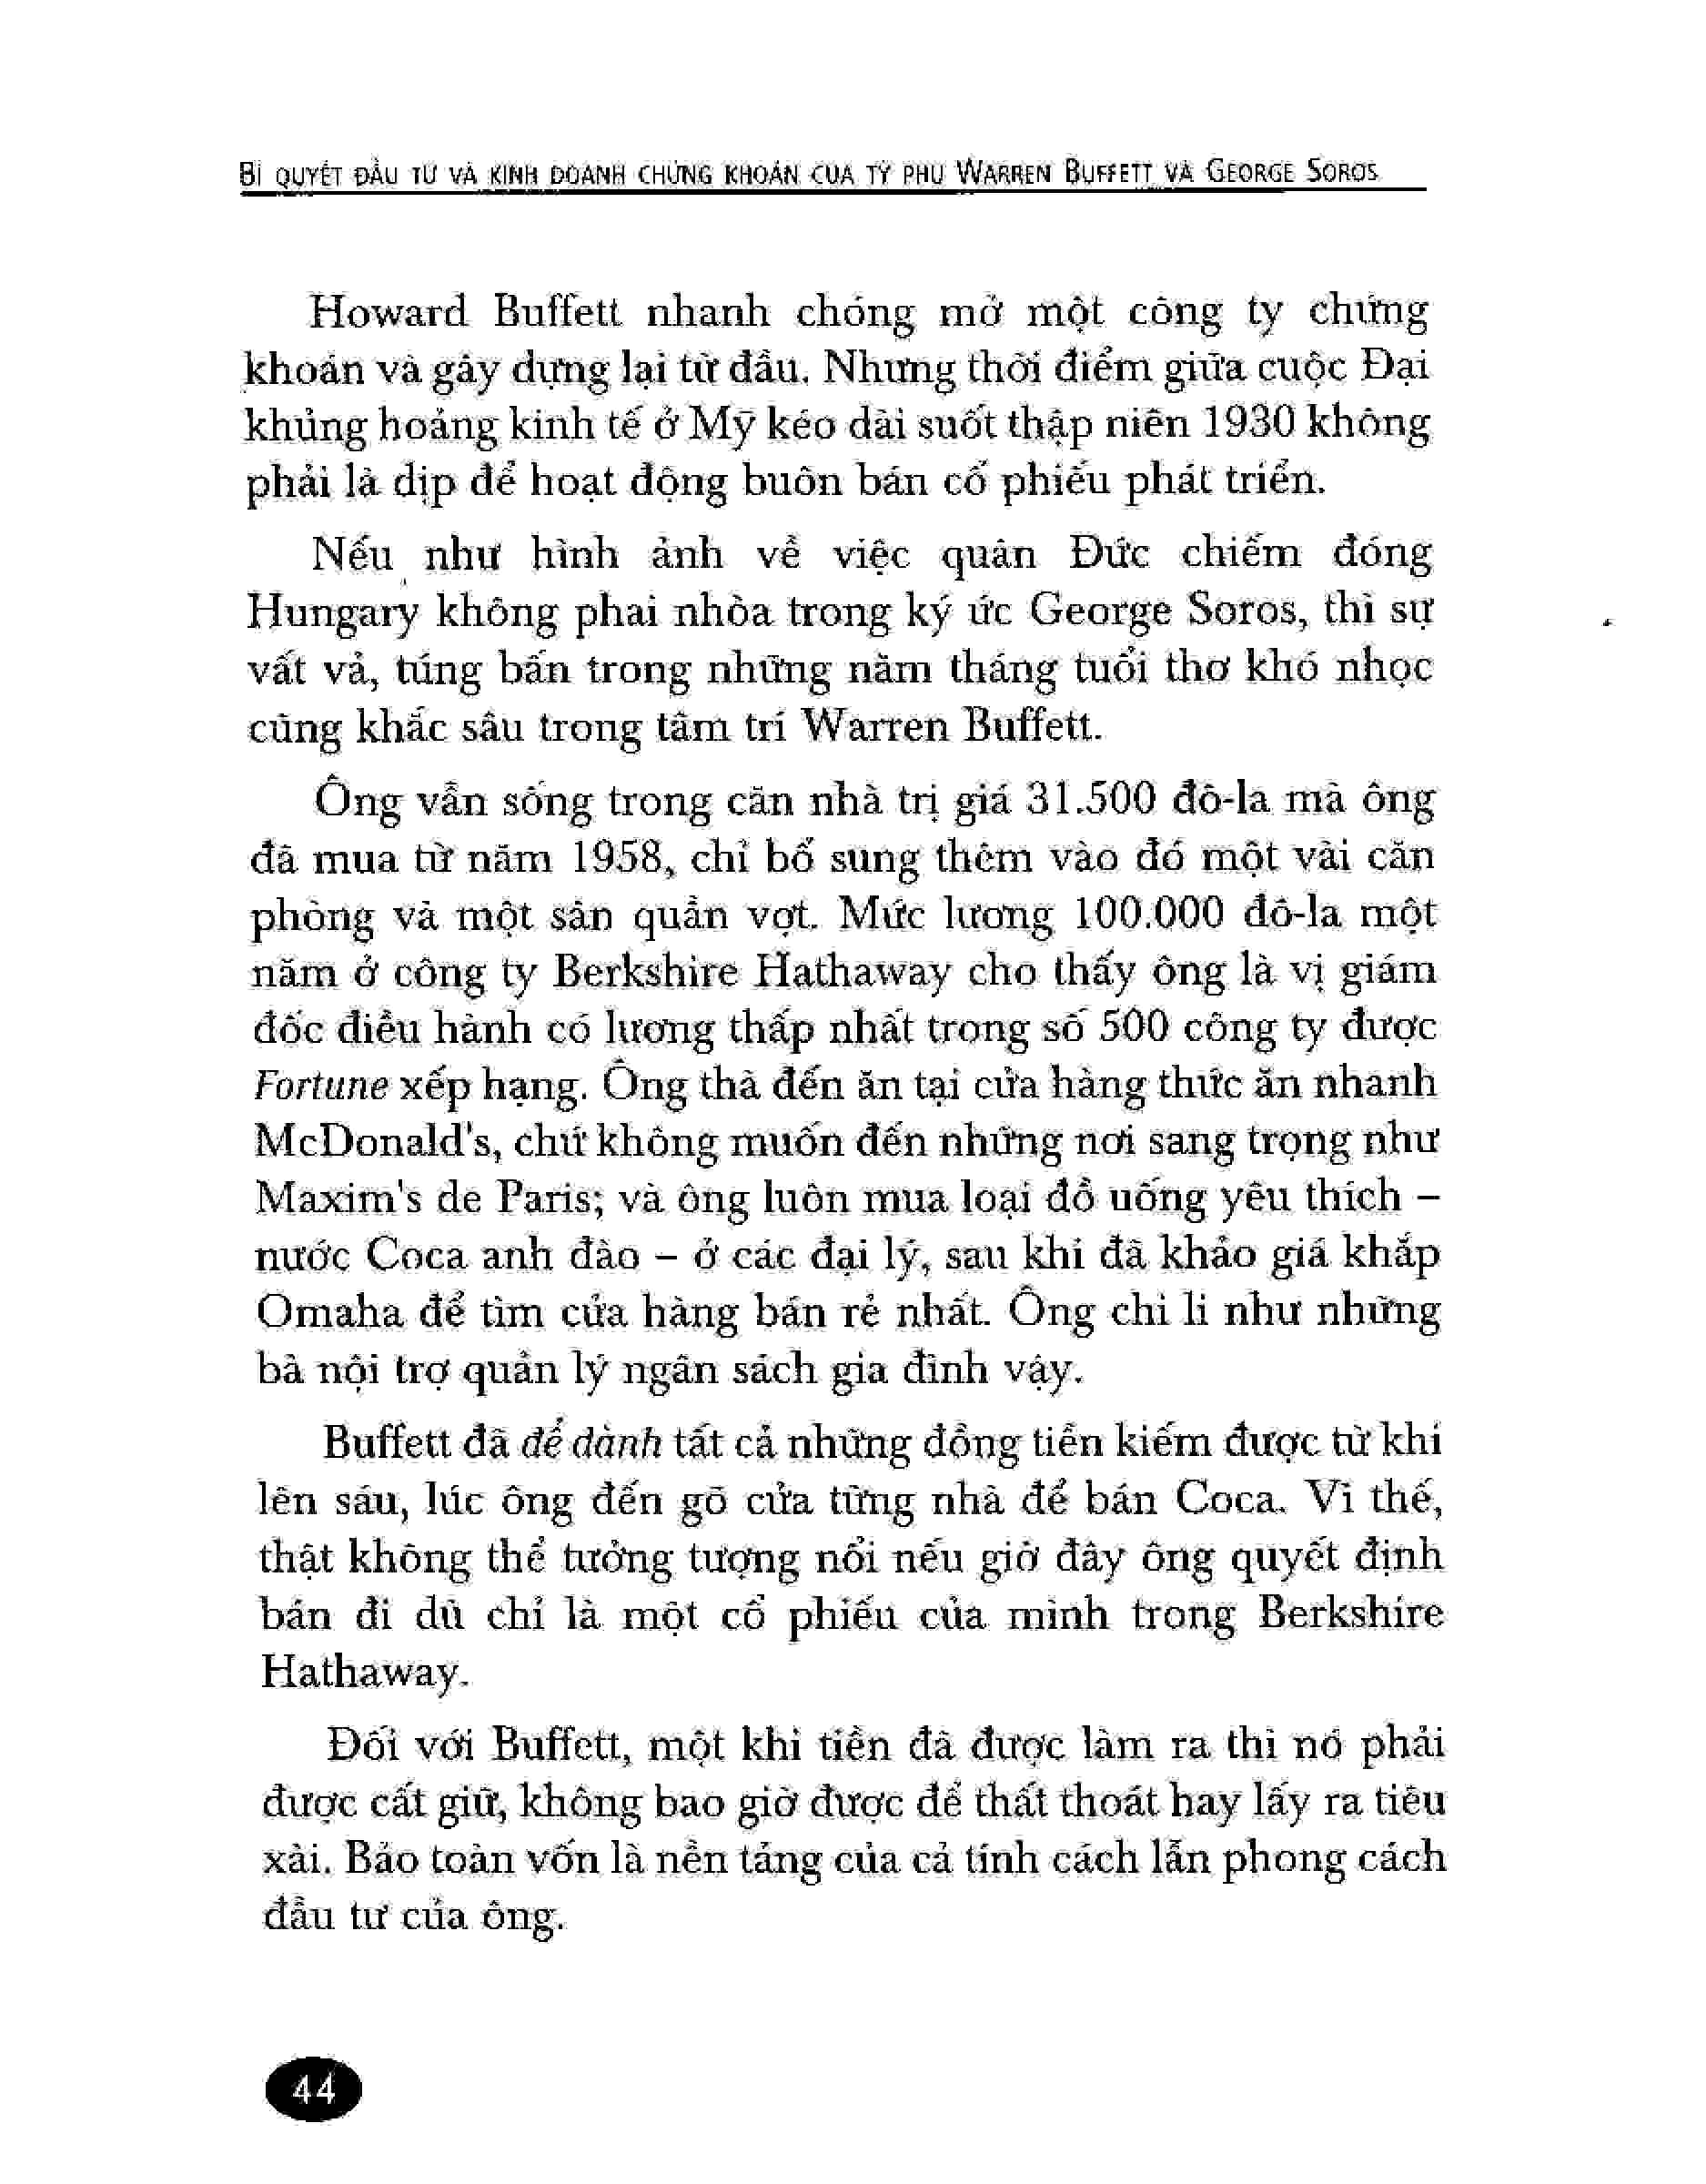 BÍ QUYẾT ĐẦU TƯ VÀ KINH DOANH CHỨNG KHOÁN CỦA TỶ PHÚ WARREN BUFFETT VÀ GEORGE SOROS
Howard Buffett nhanh chóng mở một công ty chứng
khoán và gây dựng lại từ đầu. Nhưng thời điểm giữa cuộc Đại
khủng hoảng kinh tế ở Mỹ kéo dài suốt thập niên 1930 không
phải là dịp để hoạt động buôn bán cổ phiếu phát triển.
Nếu như hình ảnh về việc quân Đức chiếm đóng
Hungary không phai nhòa trong ký ức George Soros, thì sự
vất vả, túng bấn trong những năm tháng tuổi thơ khó nhọc
cũng khắc sâu trong tâm trí Warren Buffett.
Ông vẫn sống trong căn nhà trị giá 31.500 đô-la mà ông
đã mua từ năm 1958, chỉ bổ sung thêm vào đó một vài căn
phòng và một sân quần vợt. Mức lương 100.000 đô-la một
năm ở công ty Berkshire Hathaway cho thấy ông là vị giám
đốc điều hành có lương thấp nhất trong số 500 công ty được
Fortune xếp hạng. Ông thà đến ăn tại cửa hàng thức ăn nhanh
McDonald's, chứ không muốn đến những nơi sang trọng như
Maxim's de Paris; và ông luôn mua loại đồ uống yêu thích –
nước Coca anh đào – ở các đại lý, sau khi đã khảo giá khắp
Omaha để tìm cửa hàng bán rẻ nhất. Ông chi li như những
bà nội trợ quản lý ngân sách gia đình vậy.
Buffett đã để dành tất cả những đồng tiền kiếm được từ khi
lên sáu, lúc ông đến gõ cửa từng nhà để bán Coca. Vì thế,
thật không thể tưởng tượng nổi nếu giờ đây ông quyết định
bán đi dù chỉ là một cổ phiếu của mình trong Berkshire
Hathaway.
Đối với Buffett, một khi tiền đã được làm ra thì nó phải
được cất giữ, không bao giờ được để thất thoát hay lấy ra tiêu
xài. Bảo toàn vốn là nền tảng của cả tính cách lẫn phong cách
đầu tư của ông.
44